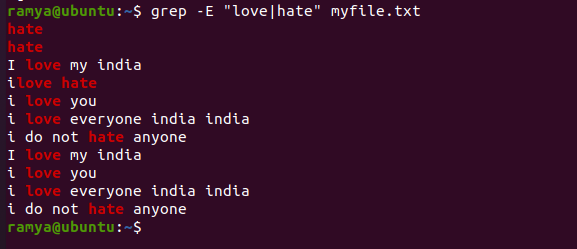 ramya@ubuntu:~$ grep -E "love|hate" myfile.txt
hate
hate
I love my india
ilove hate
i love you
i love everyone india india
i do not hate anyone
I love my india
i love you
i love everyone india india
i do not hate anyone
ramya@ubuntu:~$